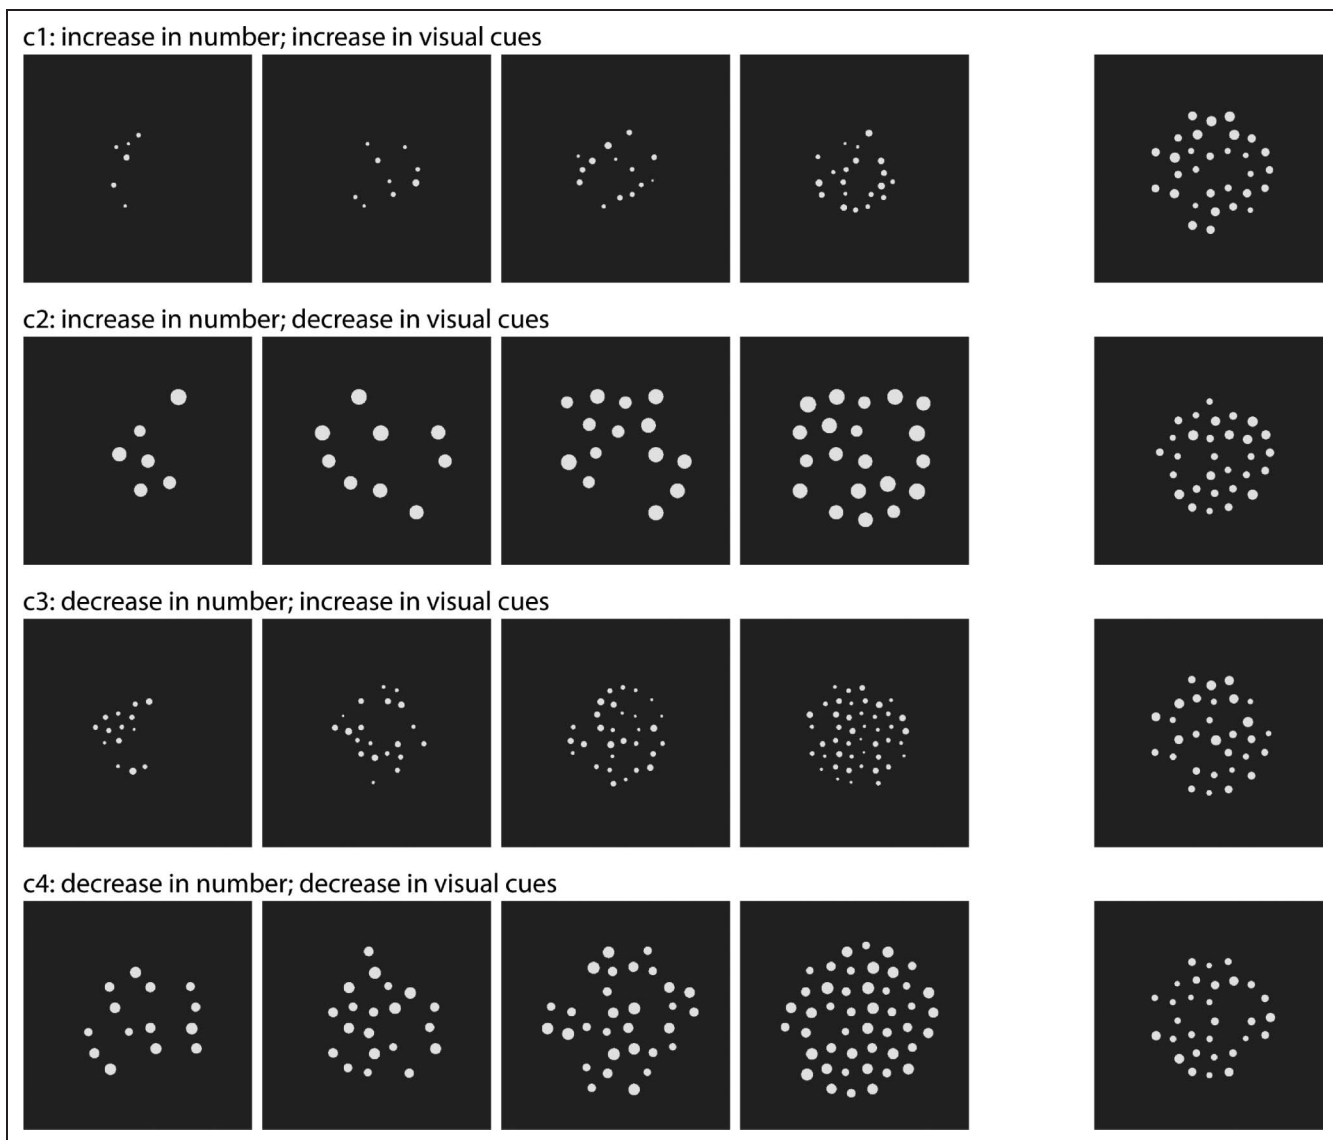 c1: increase in number; increase in visual cues
c2: increase in number; decrease in visual cues
c3: decrease in number; increase in visual cues
c4: decrease in number; decrease in visual cues